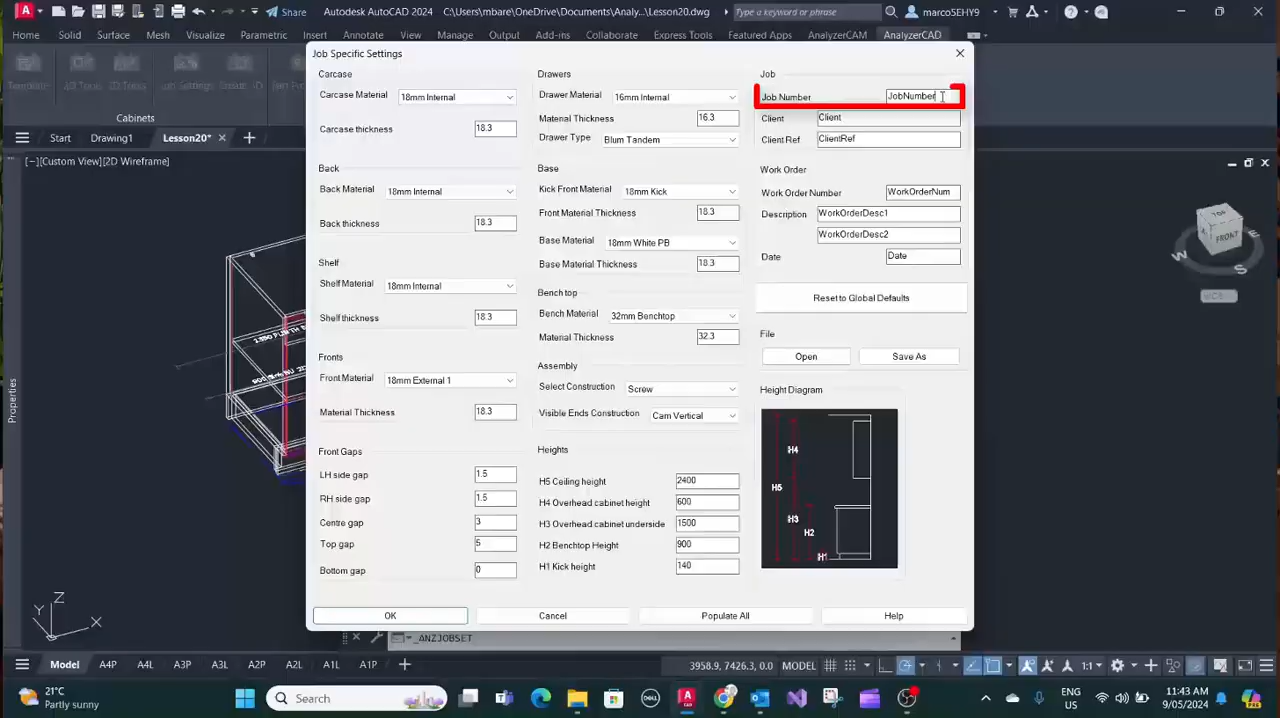 Share
Autodesk AutoCAD 2024 C:\Users\mbare\OneDrive\Documents\Analy...\Lesson20.dwg
Type a keyword or phrase
marcoSEHY9
Home Solid Surface Mesh Visualize Parametric Insert Annotate View Manage Output Add-ins Collaborate Express Tools Featured Apps AnalyzerCAM AnalyzerCAD
Cabinets
Start Drawing1 Lesson20*
[−][Custom View][2D Wireframe]
Properties
FRONT
S
WCS
Job Specific Settings
Carcase
Carcase Material 18mm Internal
Carcase thickness 18.3
Back
Back Material 18mm Internal
Back thickness 18.3
Shelf
Shelf Material 18mm Internal
Shelf thickness 18.3
Fronts
Front Material 18mm External 1
Material Thickness 18.3
Front Gaps
LH side gap 1.5
RH side gap 1.5
Centre gap 3
Top gap 5
Bottom gap 0
Drawers
Drawer Material 16mm Internal
Material Thickness 16.3
Drawer Type Blum Tandem
Base
Kick Front Material 18mm Kick
Front Material Thickness 18.3
Base Material 18mm White PB
Base Material Thickness 18.3
Bench top
Bench Material 32mm Benchtop
Material Thickness 32.3
Assembly
Select Construction Screw
Visible Ends Construction Cam Vertical
Heights
H5 Ceiling height 2400
H4 Overhead cabinet height 600
H3 Overhead cabinet underside 1500
H2 Benchtop Height 900
H1 Kick height 140
Job
Job Number JobNumber
Client Client
Client Ref ClientRef
Work Order
Work Order Number WorkOrderNum
Description WorkOrderDesc1
WorkOrderDesc2
Date Date
Reset to Global Defaults
File
Open Save As
Height Diagram
H4
H5
H3
H2
H1
OK Cancel Populate All Help
_ANZJOBSET
Y Z X
Model A4P A4L A3P A3L A2P A2L A1L A1P
3958.9, 7426.3, 0.0 MODEL 1:1
21°C
Partly sunny
Search
DELL
ENG
US
9/05/2024